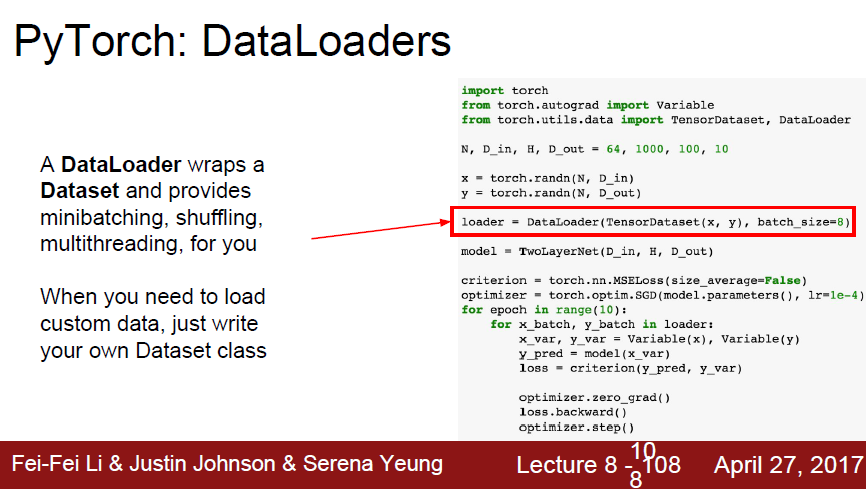 PyTorch: DataLoaders
A DataLoader wraps a
Dataset and provides
minibatching, shuffling,
multithreading, for you
When you need to load
custom data, just write
your own Dataset class
import torch
from torch.autograd import Variable
from torch.utils.data import TensorDataset, DataLoader
N, D_in, H, D_out = 64, 1000, 100, 10
x = torch.randn(N, D_in)
y = torch.randn(N, D_out)
loader = DataLoader(TensorDataset(x, y), batch_size=8)
model = TwoLayerNet(D_in, H, D_out)
criterion = torch.nn.MSELoss(size_average=False)
optimizer = torch.optim.SGD(model.parameters(), lr=1e-4)
for epoch in range(10):
    for x_batch, y_batch in loader:
        x_var, y_var = Variable(x), Variable(y)
        y_pred = model(x_var)
        loss = criterion(y_pred, y_var)
        optimizer.zero_grad()
        loss.backward()
        optimizer.step()
Fei-Fei Li & Justin Johnson & Serena Yeung
Lecture 8 - 108
10
8
April 27, 2017